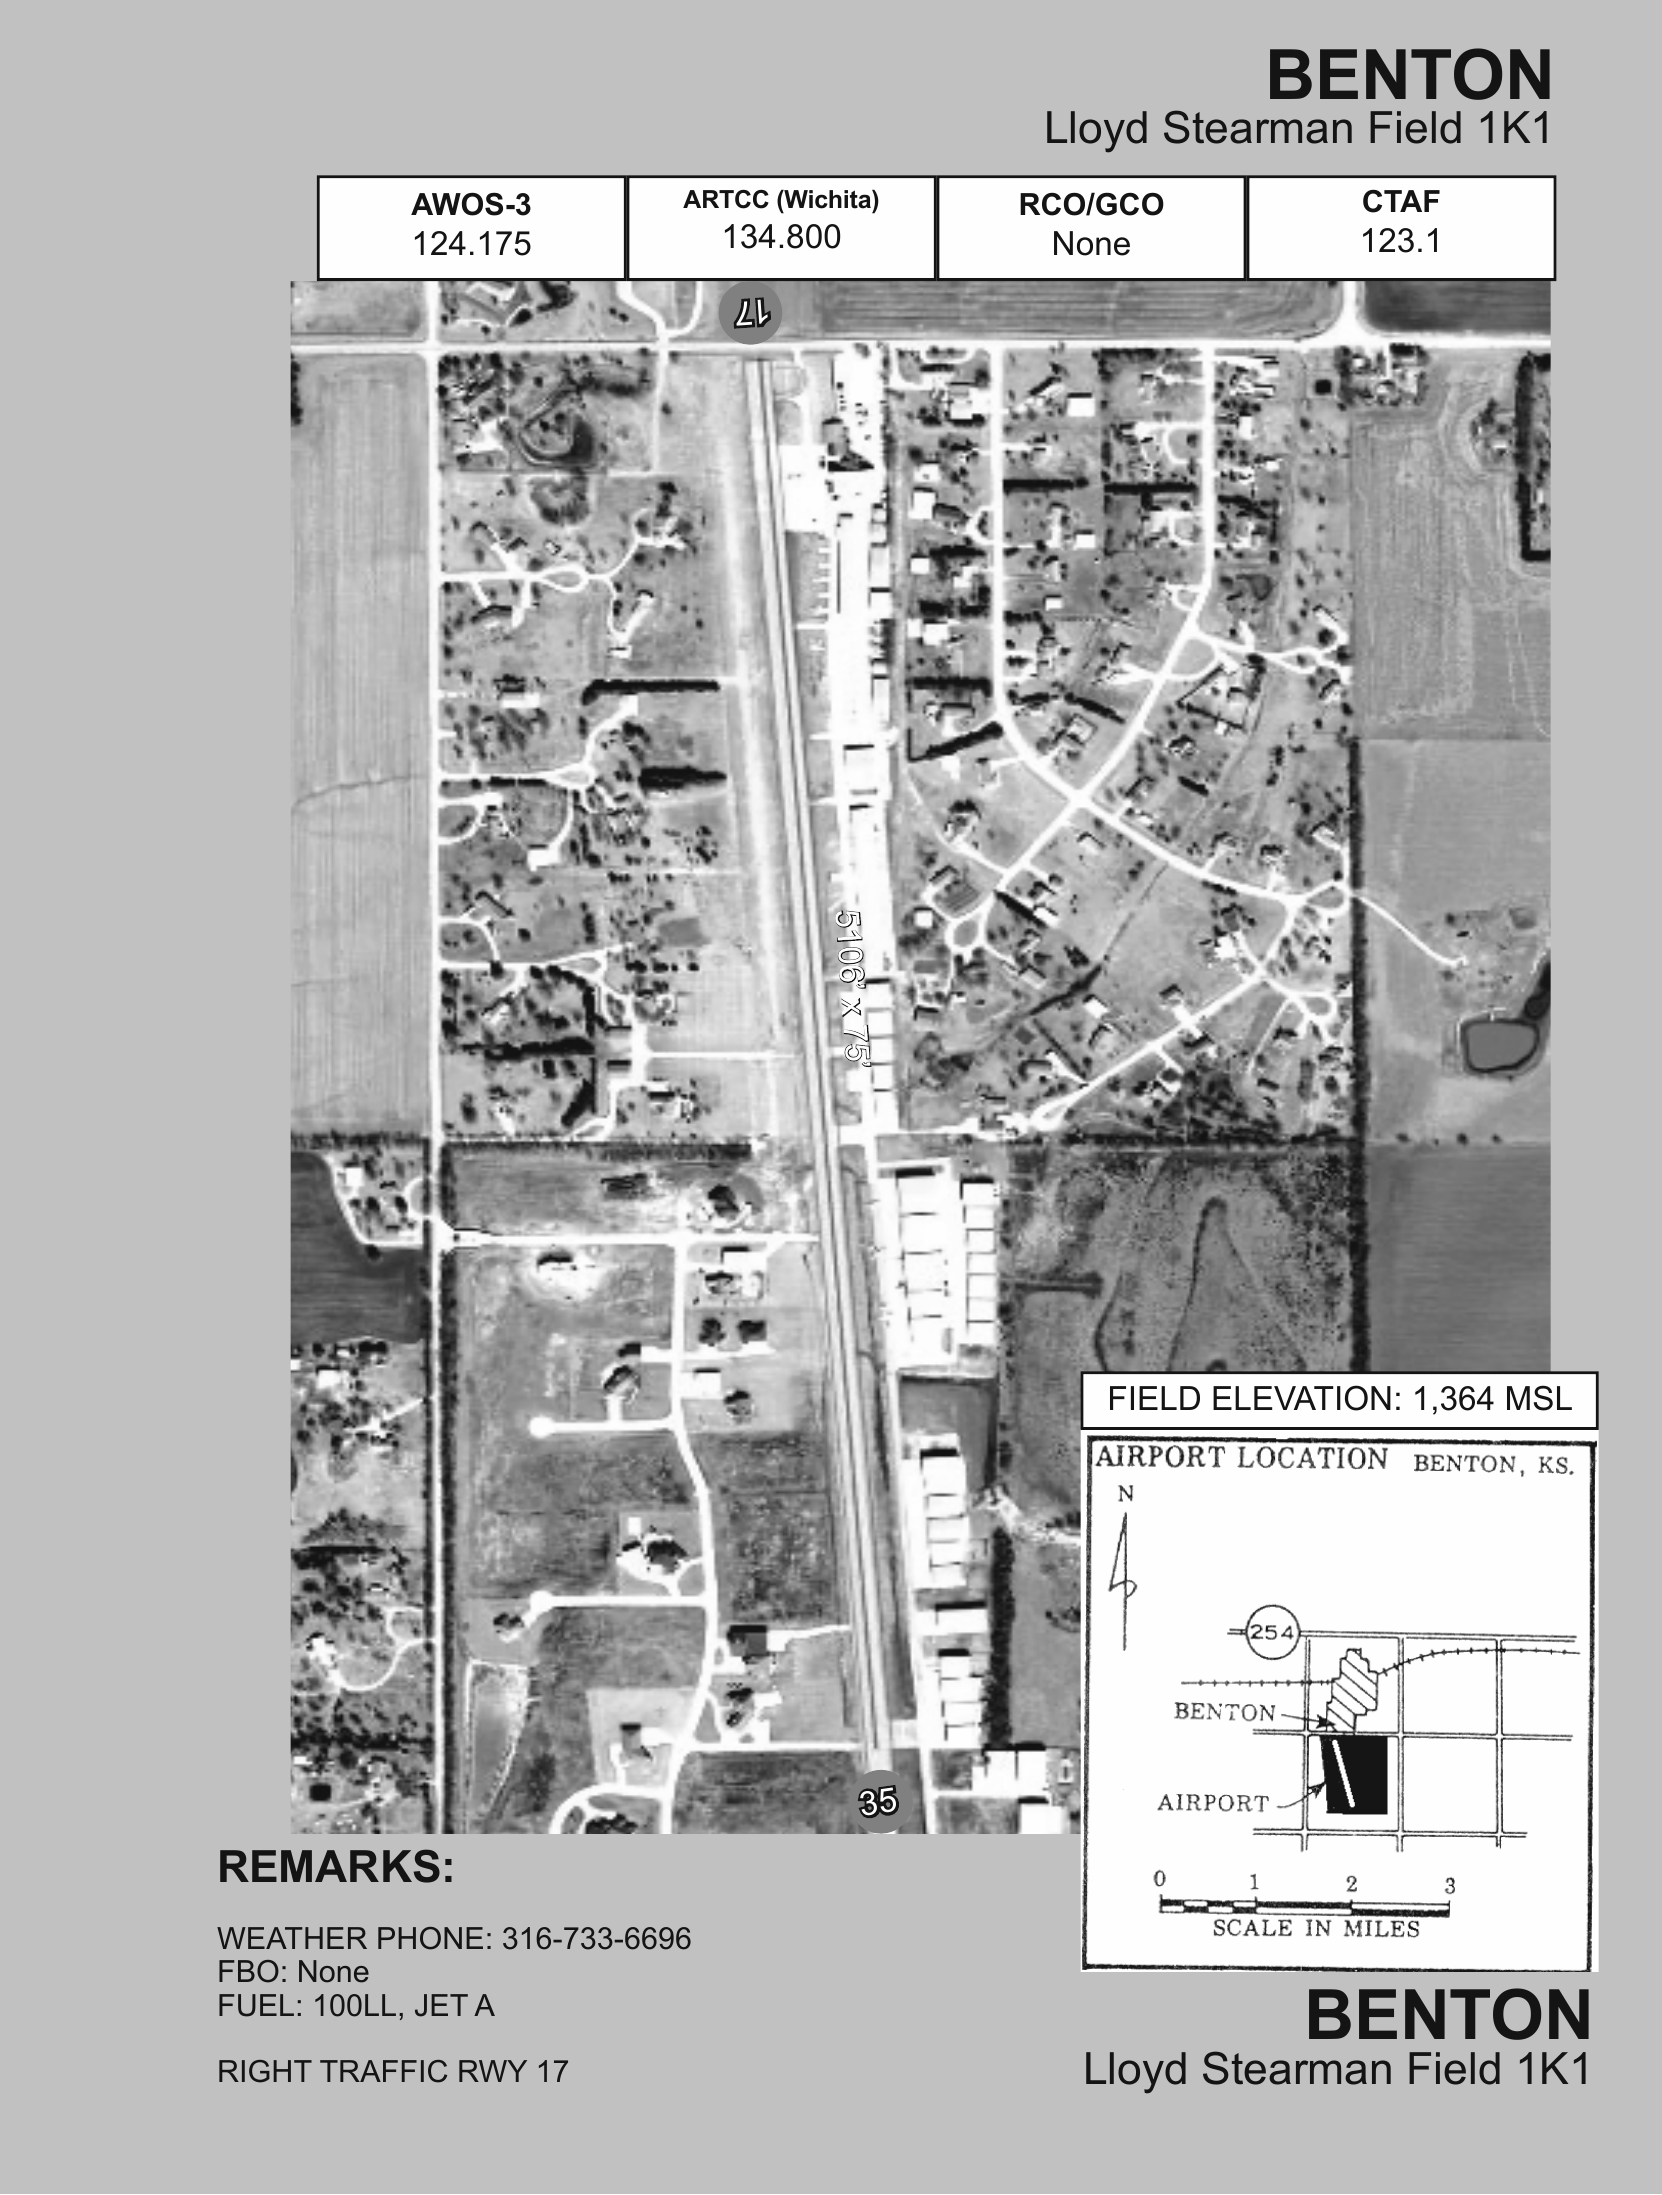 BENTON
Lloyd Stearman Field 1K1
AWOS-3
124.175
ARTCC (Wichita)
134.800
RCO/GCO
None
CTAF
123.1
17
5106' x 75'
35
FIELD ELEVATION: 1,364 MSL
AIRPORT LOCATION BENTON, KS.
N
254
BENTON
AIRPORT
0 1 2 3
SCALE IN MILES
REMARKS:
WEATHER PHONE: 316-733-6696
FBO: None
FUEL: 100LL, JET A
RIGHT TRAFFIC RWY 17
BENTON
Lloyd Stearman Field 1K1